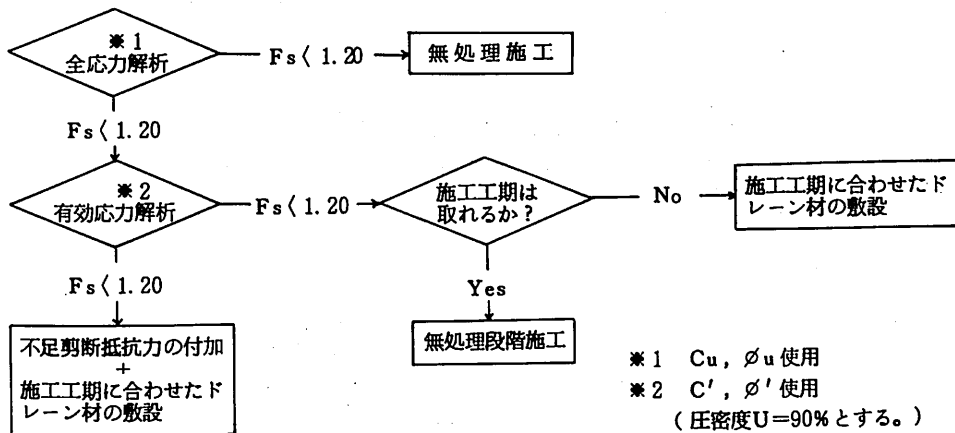 ※1
全応力解析
Fs〈 1.20
無処理施工
Fs〈 1.20
※2
有効応力解析
Fs〈 1.20
施工工期は
取れるか？
No
施工工期に合わせたド
レーン材の敷設
Fs〈 1.20
Yes
不足剪断抵抗力の付加
+
施工工期に合わせたド
レーン材の敷設
無処理段階施工
※1 Cu，∅u使用
※2 C′，∅′使用
（圧密度U＝90%とする。）